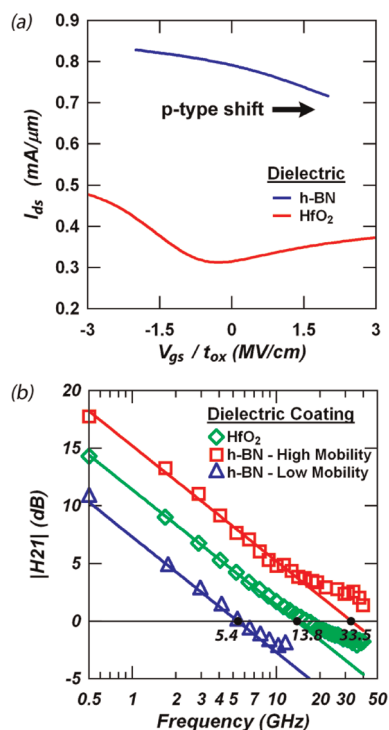 (a)
0.9
0.8
0.7
0.6
0.5
0.4
0.3
0.2
I_ds (mA/μm)
p-type shift
Dielectric
h-BN
HfO₂
-3 -1.5 0 1.5 3
V_gs / t_ox (MV/cm)
(b)
20
15
10
5
0
-5
|H21| (dB)
Dielectric Coating
HfO₂
h-BN - High Mobility
h-BN - Low Mobility
5.4 13.8 33.5
0.5 1 2 4 5 7 10 20 30 50
Frequency (GHz)